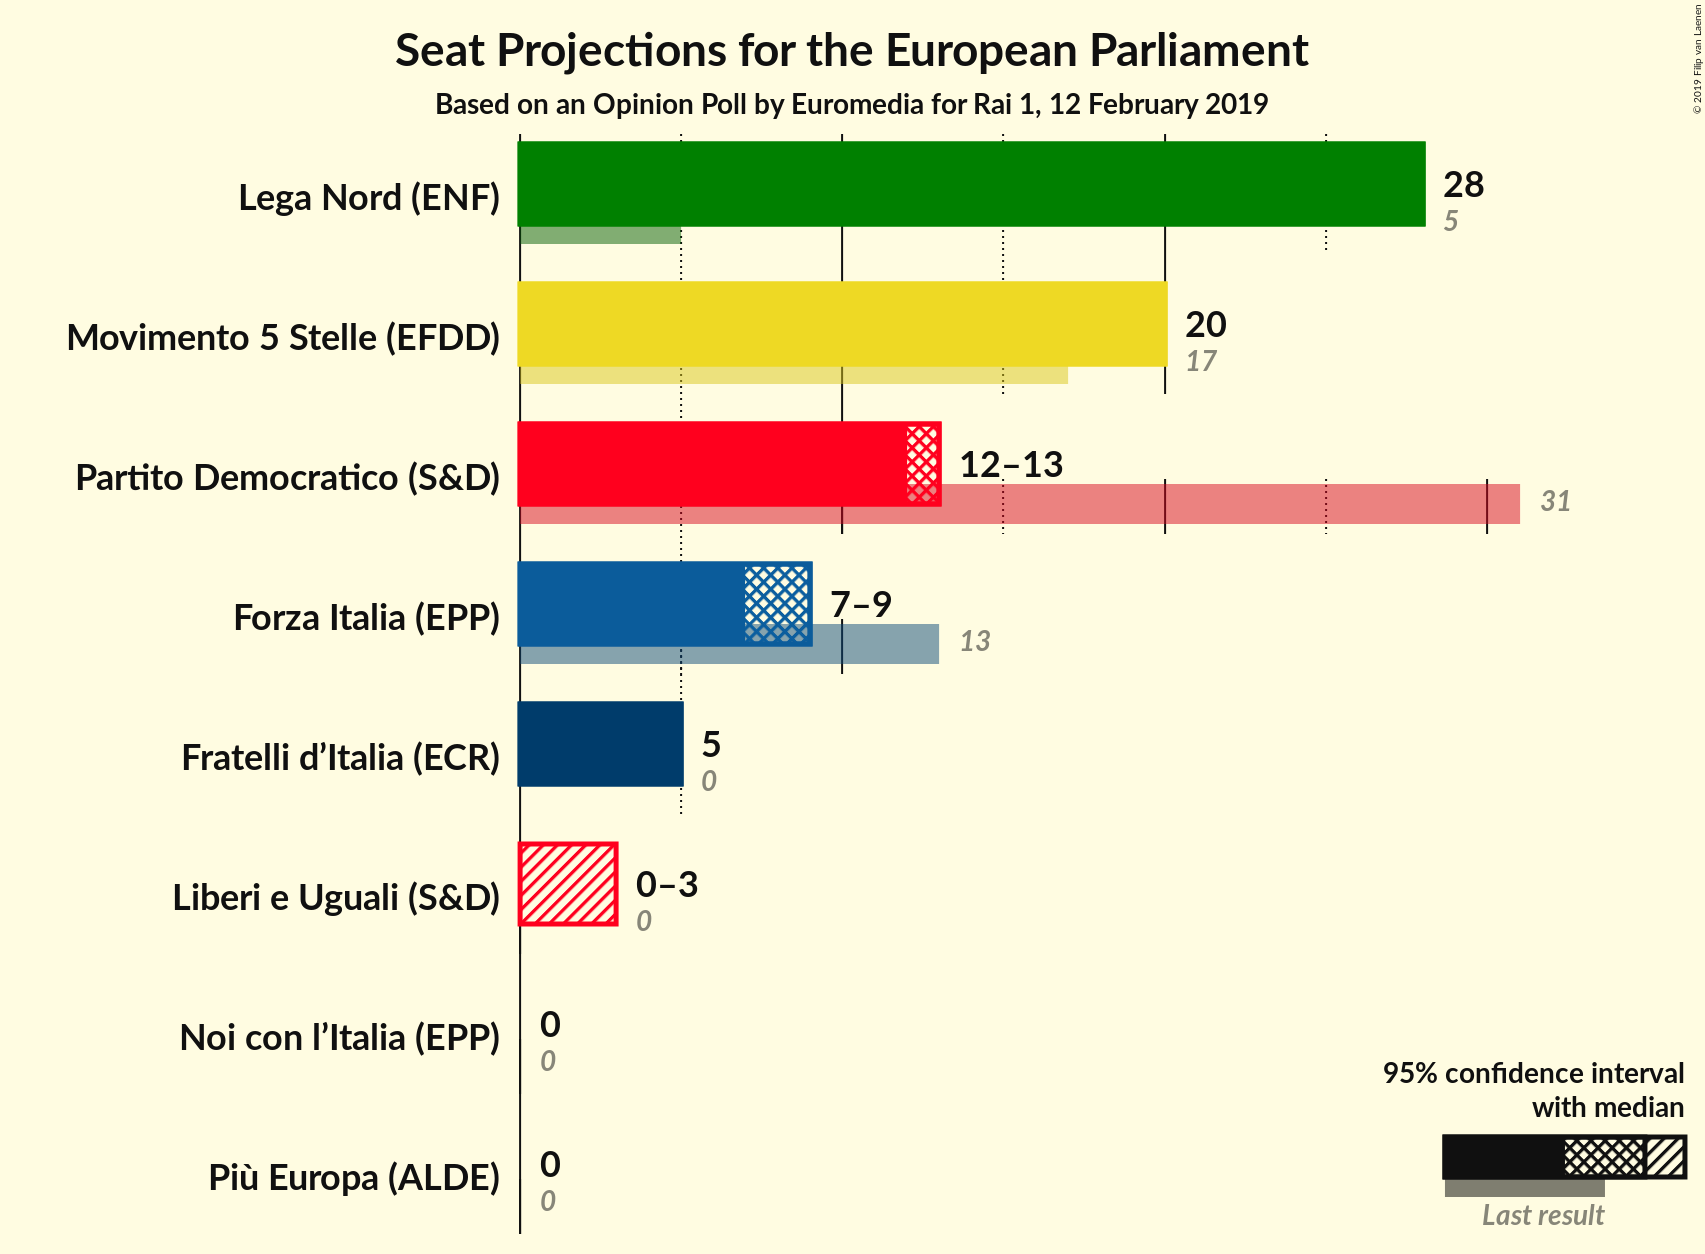 Seat Projections for the European Parliament
Based on an Opinion Poll by Euromedia for Rai 1, 12 February 2019
© 2019 Filip van Laenen
Lega Nord (ENF)
28
5
Movimento 5 Stelle (EFDD)
20
17
Partito Democratico (S&D)
12–13
31
Forza Italia (EPP)
7–9
13
Fratelli d’Italia (ECR)
5
0
Liberi e Uguali (S&D)
0–3
0
Noi con l’Italia (EPP)
0
0
Più Europa (ALDE)
0
0
95% confidence interval
with median
Last result